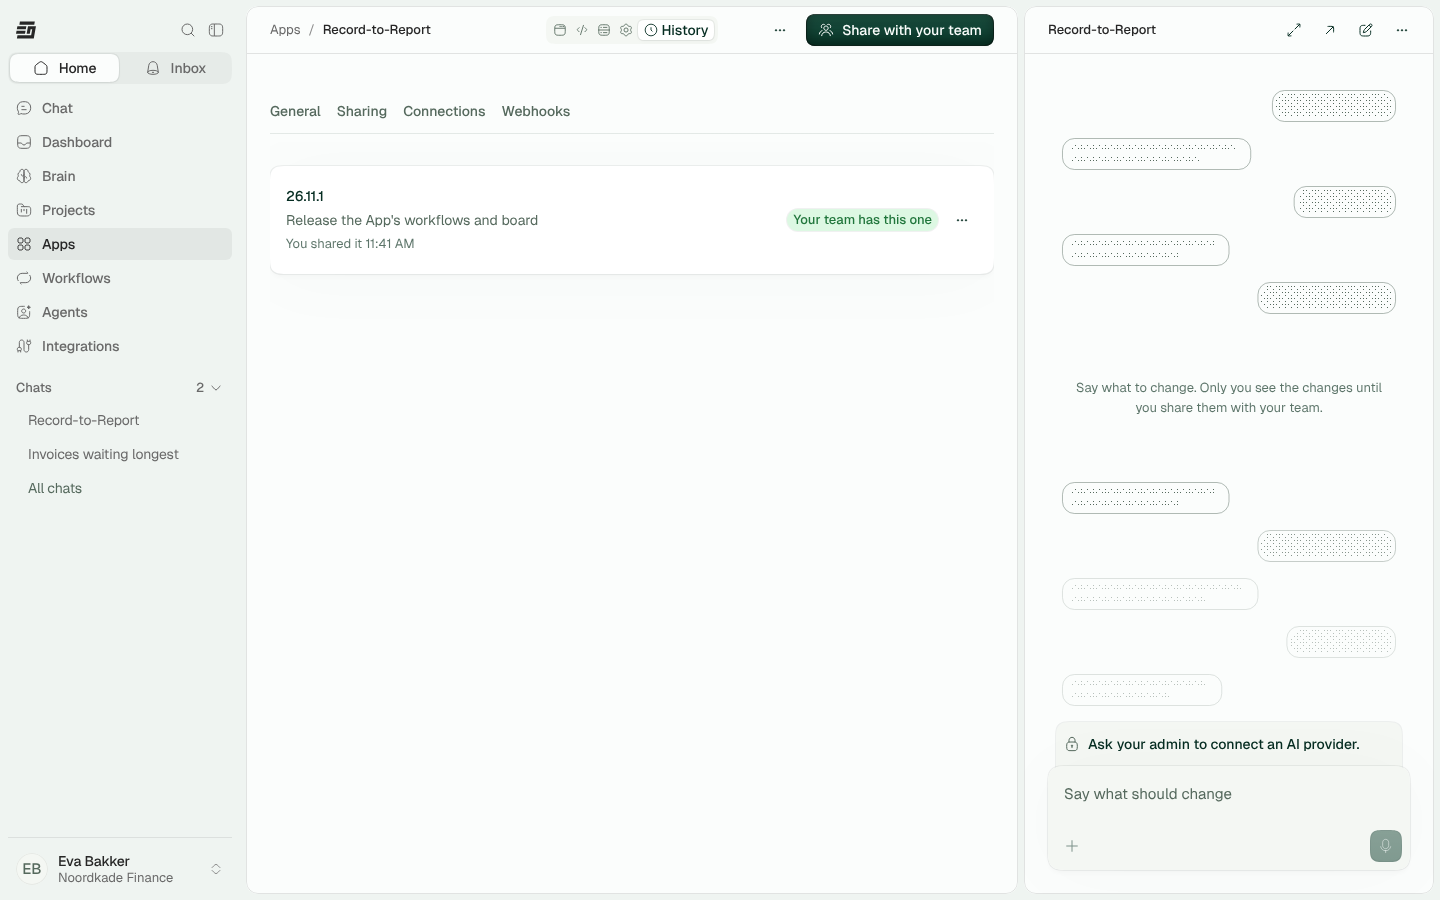 Home
Inbox
Chat
Dashboard
Brain
Projects
Apps
Workflows
Agents
Integrations
Chats 2
Record-to-Report
Invoices waiting longest
All chats
EB
Eva Bakker
Noordkade Finance
Apps / Record-to-Report
History
Share with your team
General Sharing Connections Webhooks
26.11.1
Release the App's workflows and board
You shared it 11:41 AM
Your team has this one
Record-to-Report
Say what to change. Only you see the changes until
you share them with your team.
Ask your admin to connect an AI provider.
Say what should change